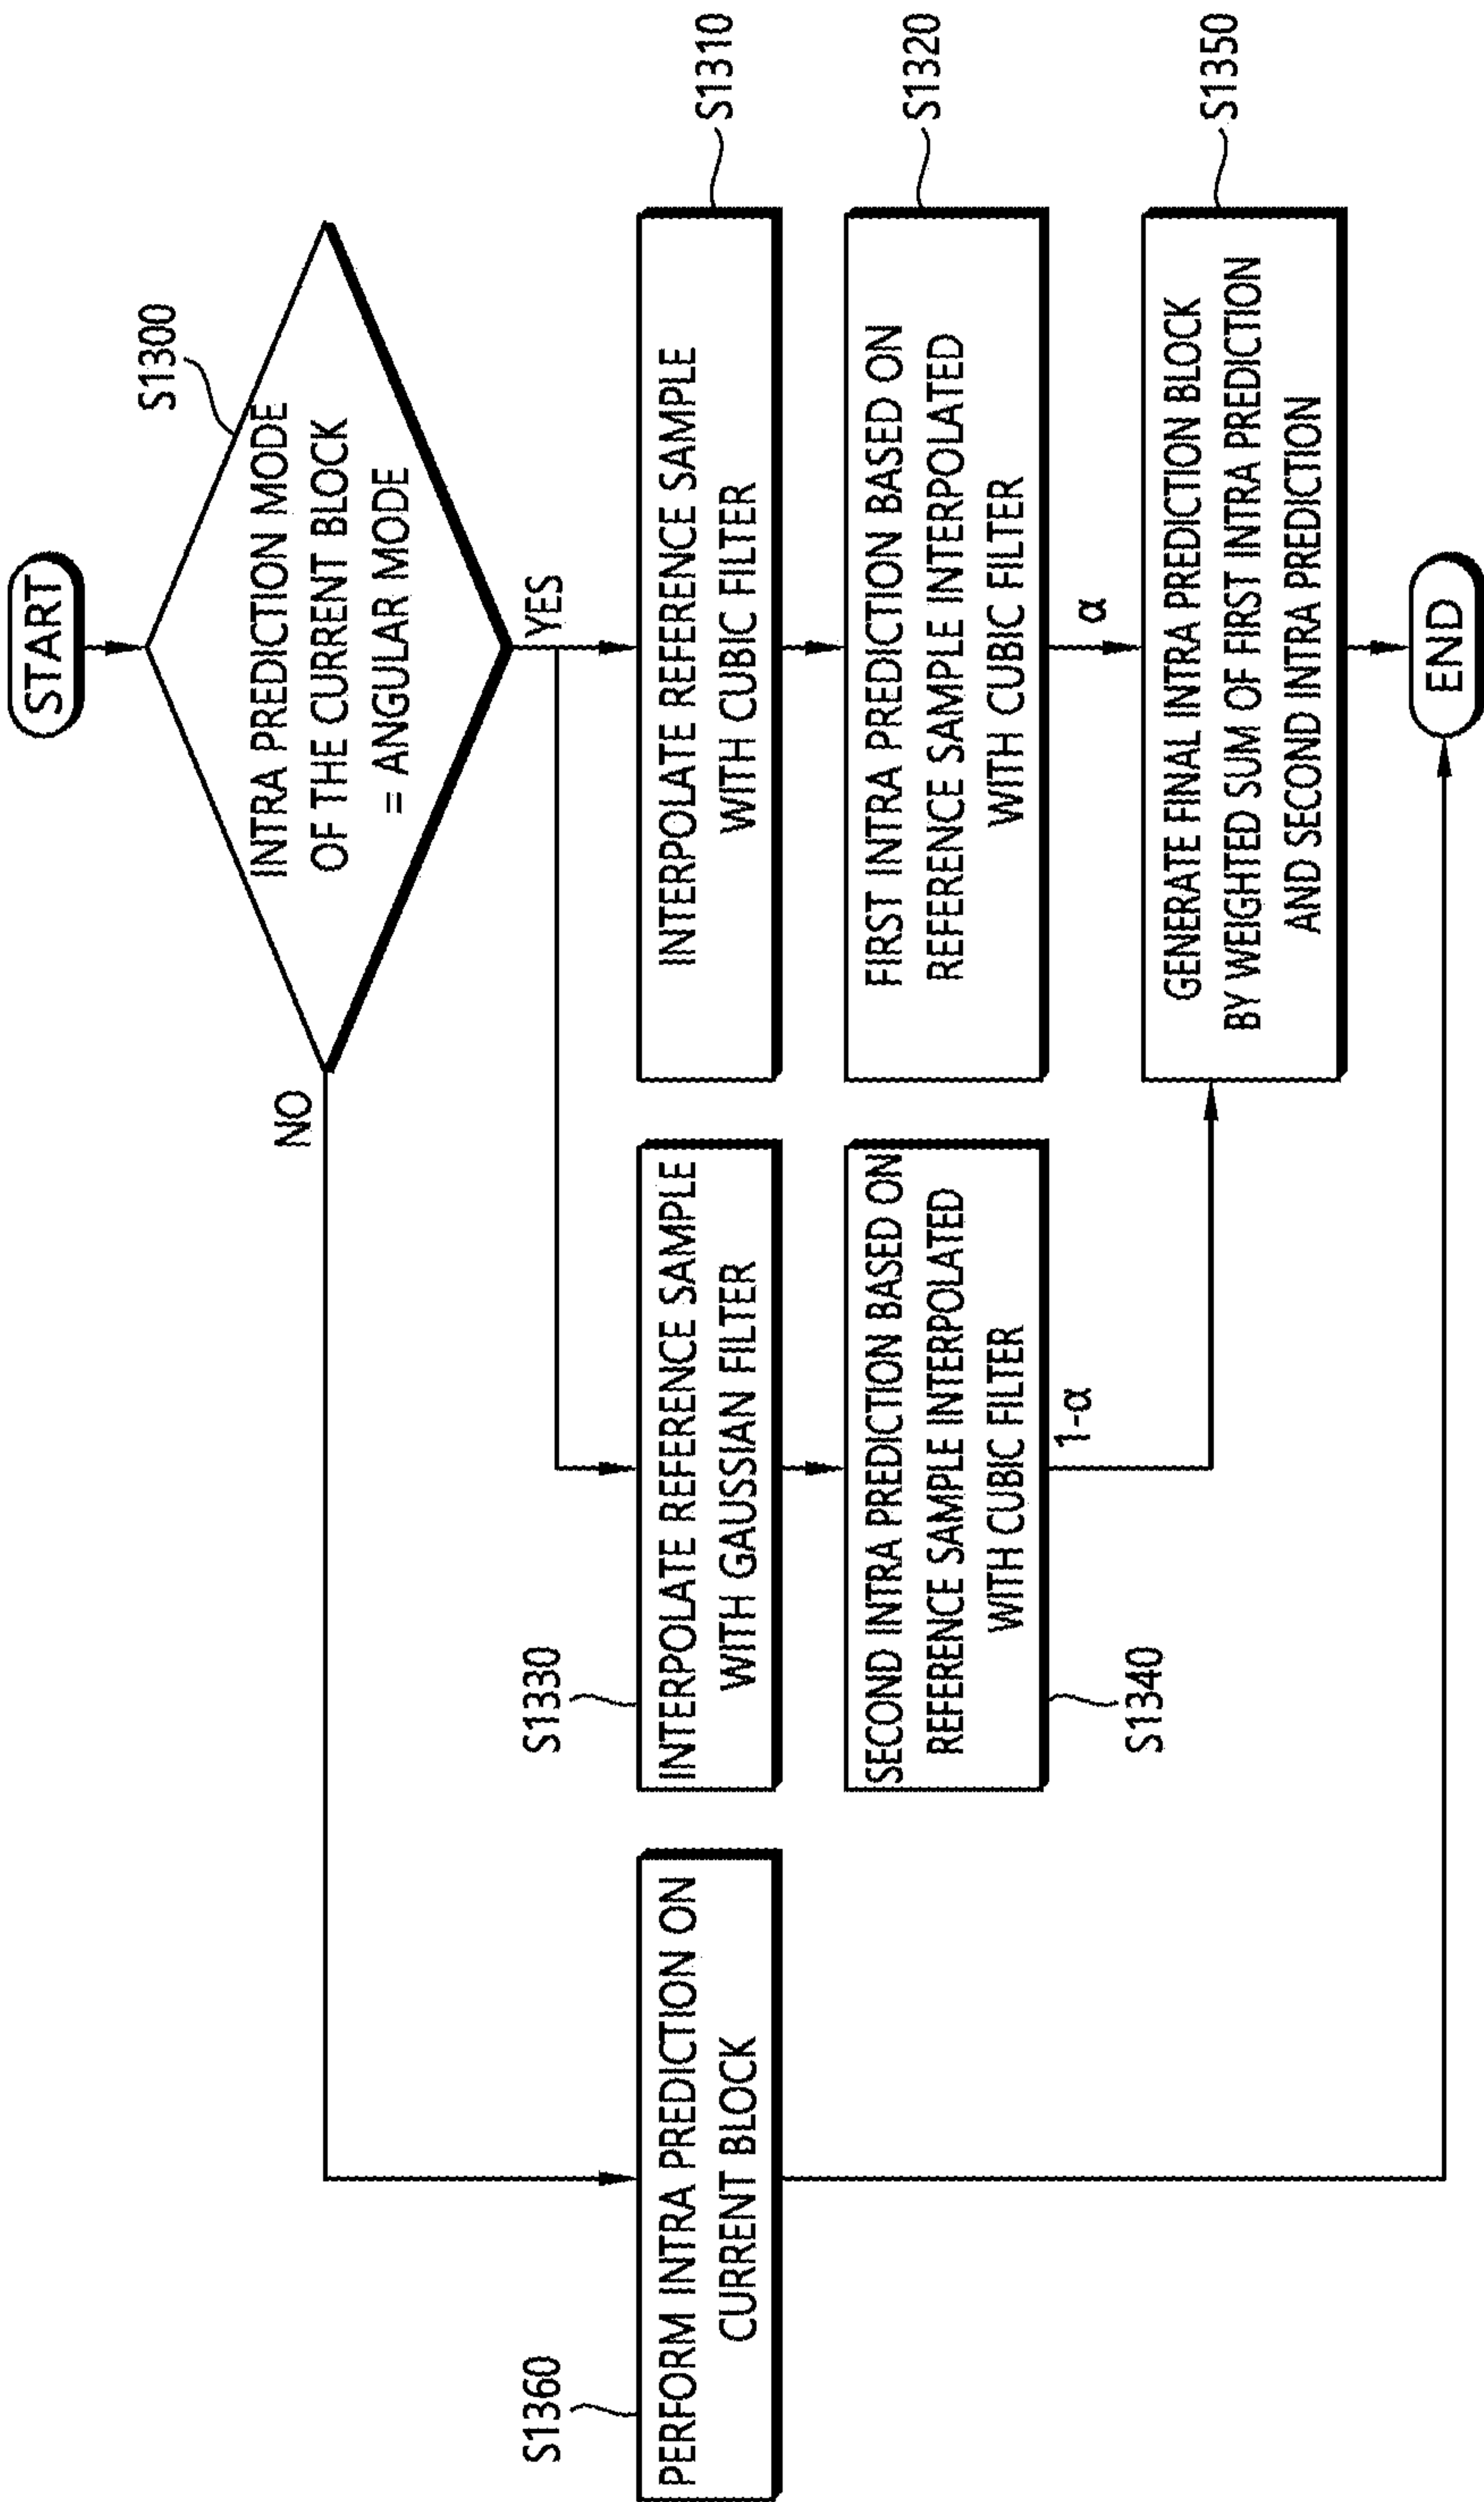 START
S1300
INTRA PREDICTION MODE
OF THE CURRENT BLOCK
= ANGULAR MODE
NO
YES
S1360
PERFORM INTRA PREDICTION ON
CURRENT BLOCK
S1330
INTERPOLATE REFERENCE SAMPLE
WITH GAUSSIAN FILTER
INTERPOLATE REFERENCE SAMPLE
WITH CUBIC FILTER
S1310
SECOND INTRA PREDICTION BASED ON
REFERENCE SAMPLE INTERPOLATED
WITH CUBIC FILTER
S1340
1-α
FIRST INTRA PREDICTION BASED ON
REFERENCE SAMPLE INTERPOLATED
WITH CUBIC FILTER
S1320
α
GENERATE FINAL INTRA PREDICTION BLOCK
BY WEIGHTED SUM OF FIRST INTRA PREDICTION
AND SECOND INTRA PREDICTION
S1350
END